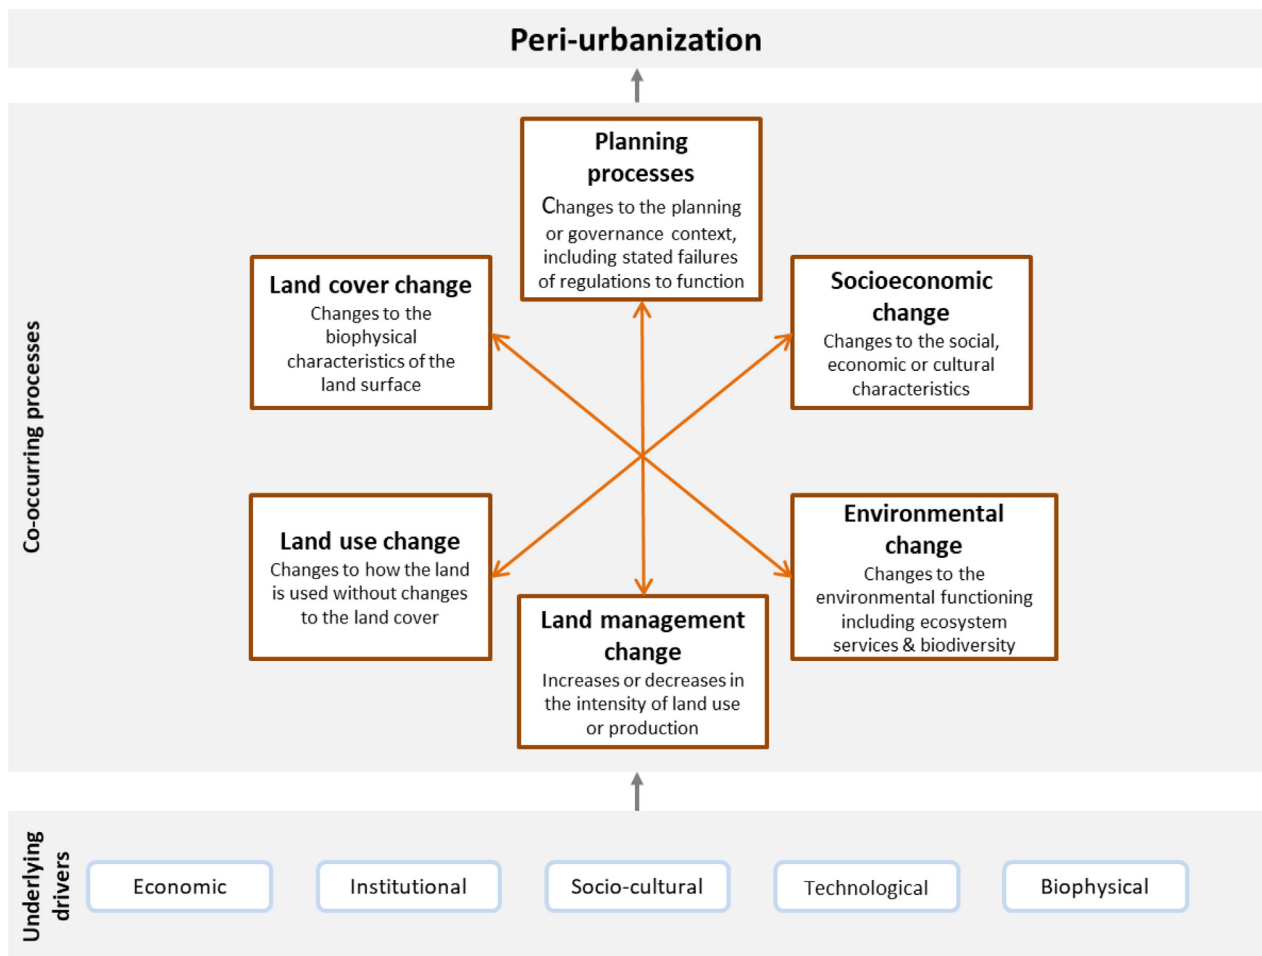 Peri-urbanization
Co-occurring processes
Planning
processes
Changes to the planning
or governance context,
including stated failures
of regulations to function
Land cover change
Changes to the
biophysical
characteristics of the
land surface
Socioeconomic
change
Changes to the social,
economic or cultural
characteristics
Land use change
Changes to how the land
is used without changes
to the land cover
Environmental
change
Changes to the
environmental functioning
including ecosystem
services & biodiversity
Land management
change
Increases or decreases in
the intensity of land use
or production
Underlying
drivers
Economic
Institutional
Socio-cultural
Technological
Biophysical